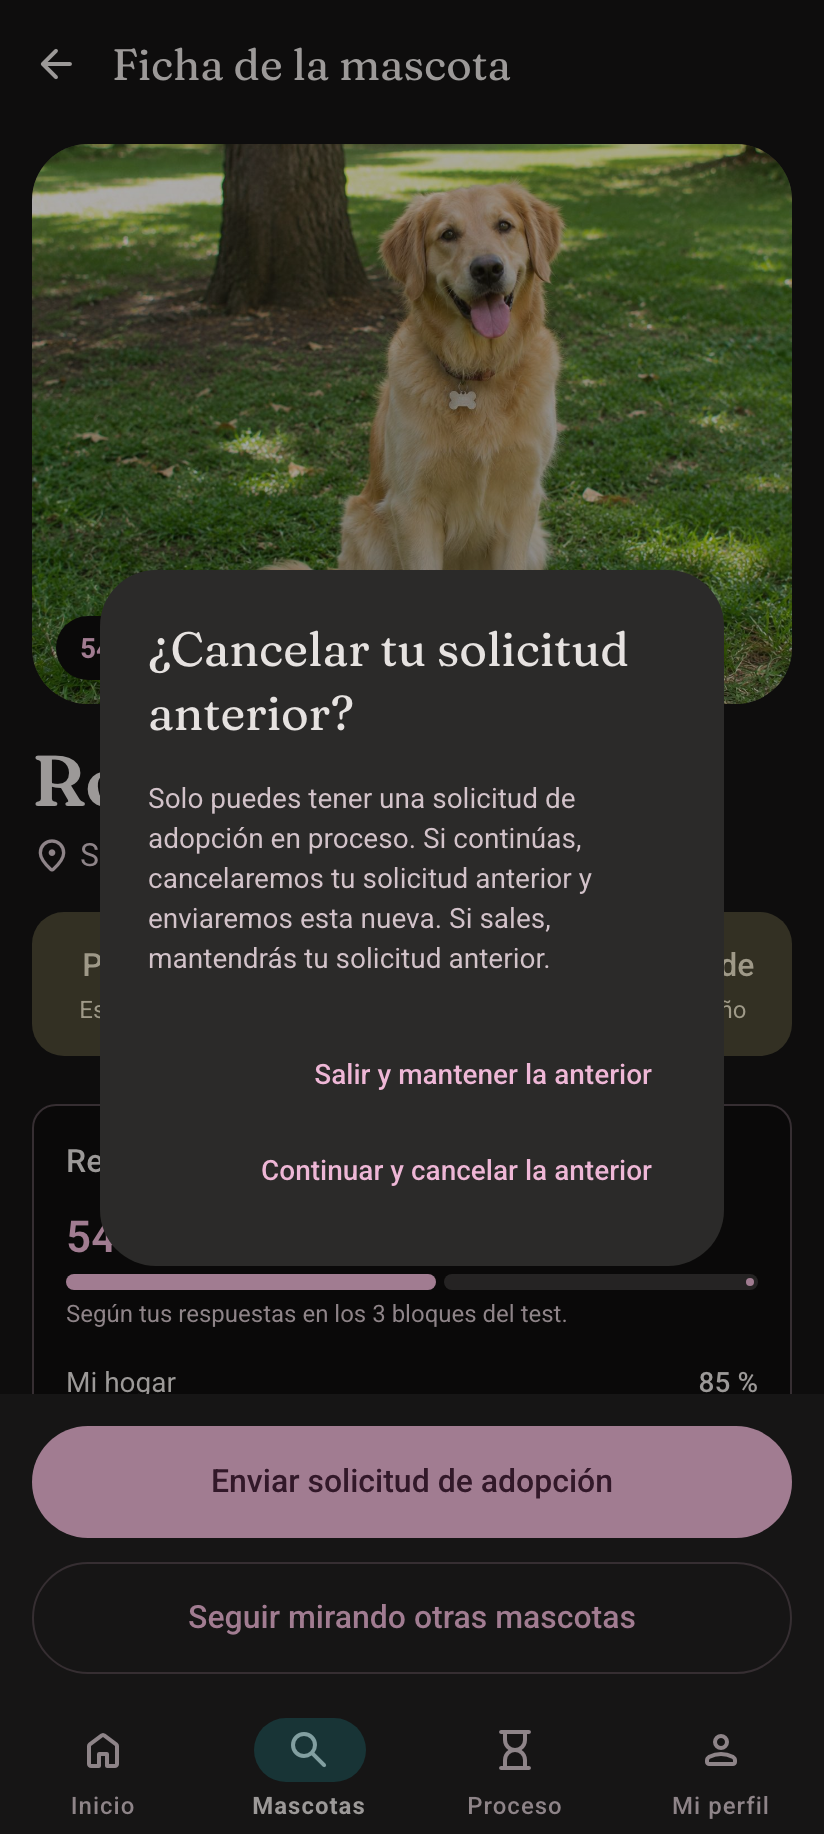 Ficha de la mascota
¿Cancelar tu solicitud
anterior?
Solo puedes tener una solicitud de
adopción en proceso. Si continúas,
cancelaremos tu solicitud anterior y
enviaremos esta nueva. Si sales,
mantendrás tu solicitud anterior.
Salir y mantener la anterior
Continuar y cancelar la anterior
54
Según tus respuestas en los 3 bloques del test.
Mi hogar 85 %
Enviar solicitud de adopción
Seguir mirando otras mascotas
Inicio Mascotas Proceso Mi perfil